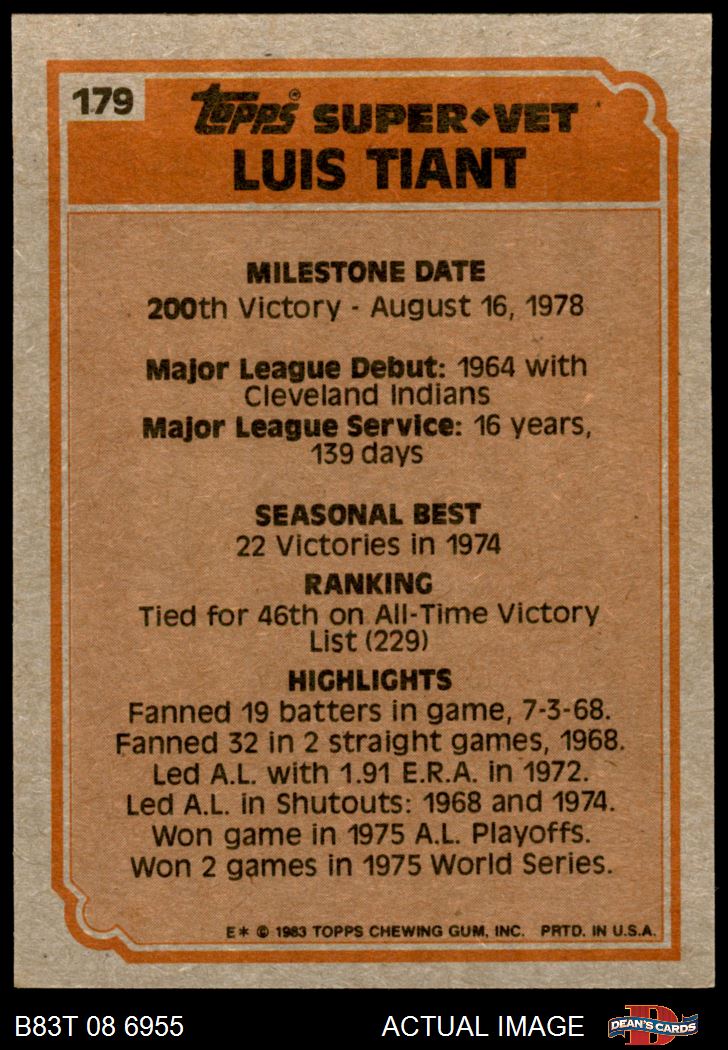 179
Topps® SUPER◆VET
LUIS TIANT
MILESTONE DATE
200th Victory - August 16, 1978
Major League Debut: 1964 with
Cleveland Indians
Major League Service: 16 years,
139 days
SEASONAL BEST
22 Victories in 1974
RANKING
Tied for 46th on All-Time Victory
List (229)
HIGHLIGHTS
Fanned 19 batters in game, 7-3-68.
Fanned 32 in 2 straight games, 1968.
Led A.L. with 1.91 E.R.A. in 1972.
Led A.L. in Shutouts: 1968 and 1974.
Won game in 1975 A.L. Playoffs.
Won 2 games in 1975 World Series.
E* © 1983 TOPPS CHEWING GUM, INC. PRTD. IN U.S.A.
B83T 08 6955 ACTUAL IMAGE D DEAN'S CARDS